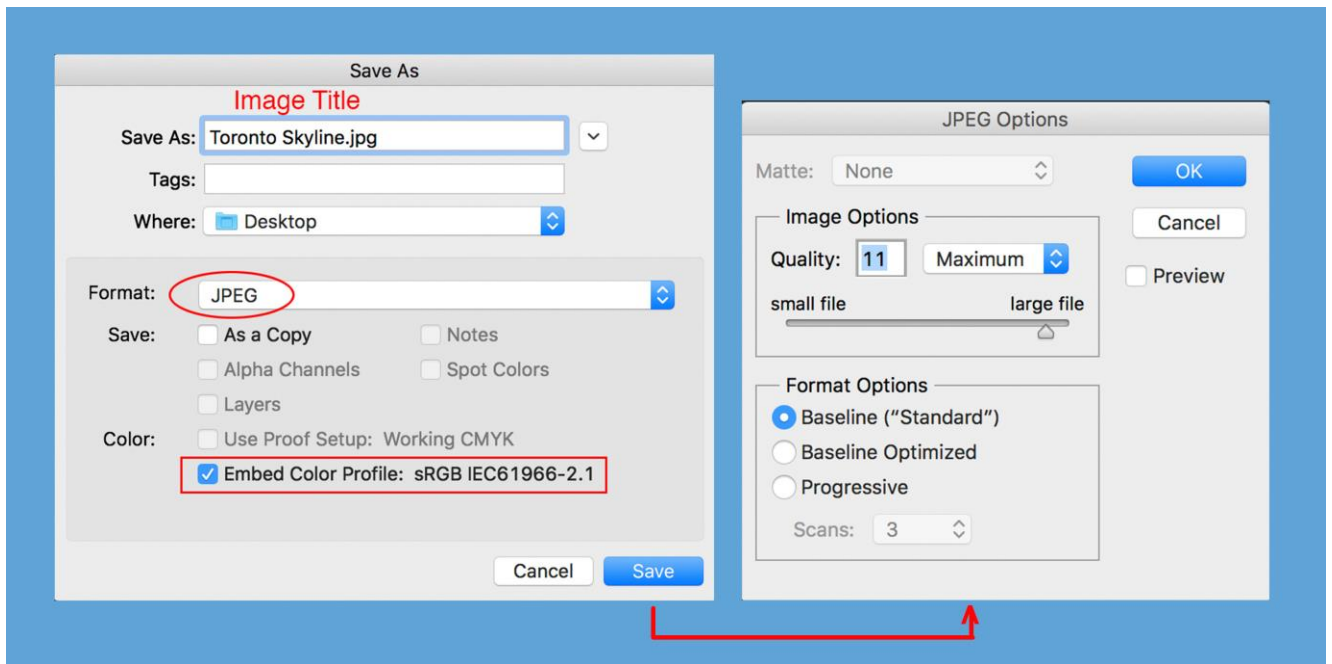 Save As
Image Title
Save As: Toronto Skyline.jpg
Tags:
Where: Desktop
Format: JPEG
Save: As a Copy Notes
Alpha Channels Spot Colors
Layers
Color: Use Proof Setup: Working CMYK
Embed Color Profile: sRGB IEC61966-2.1
Cancel Save
JPEG Options
Matte: None OK
Image Options Cancel
Quality: 11 Maximum Preview
small file large file
Format Options
Baseline (“Standard”)
Baseline Optimized
Progressive
Scans: 3